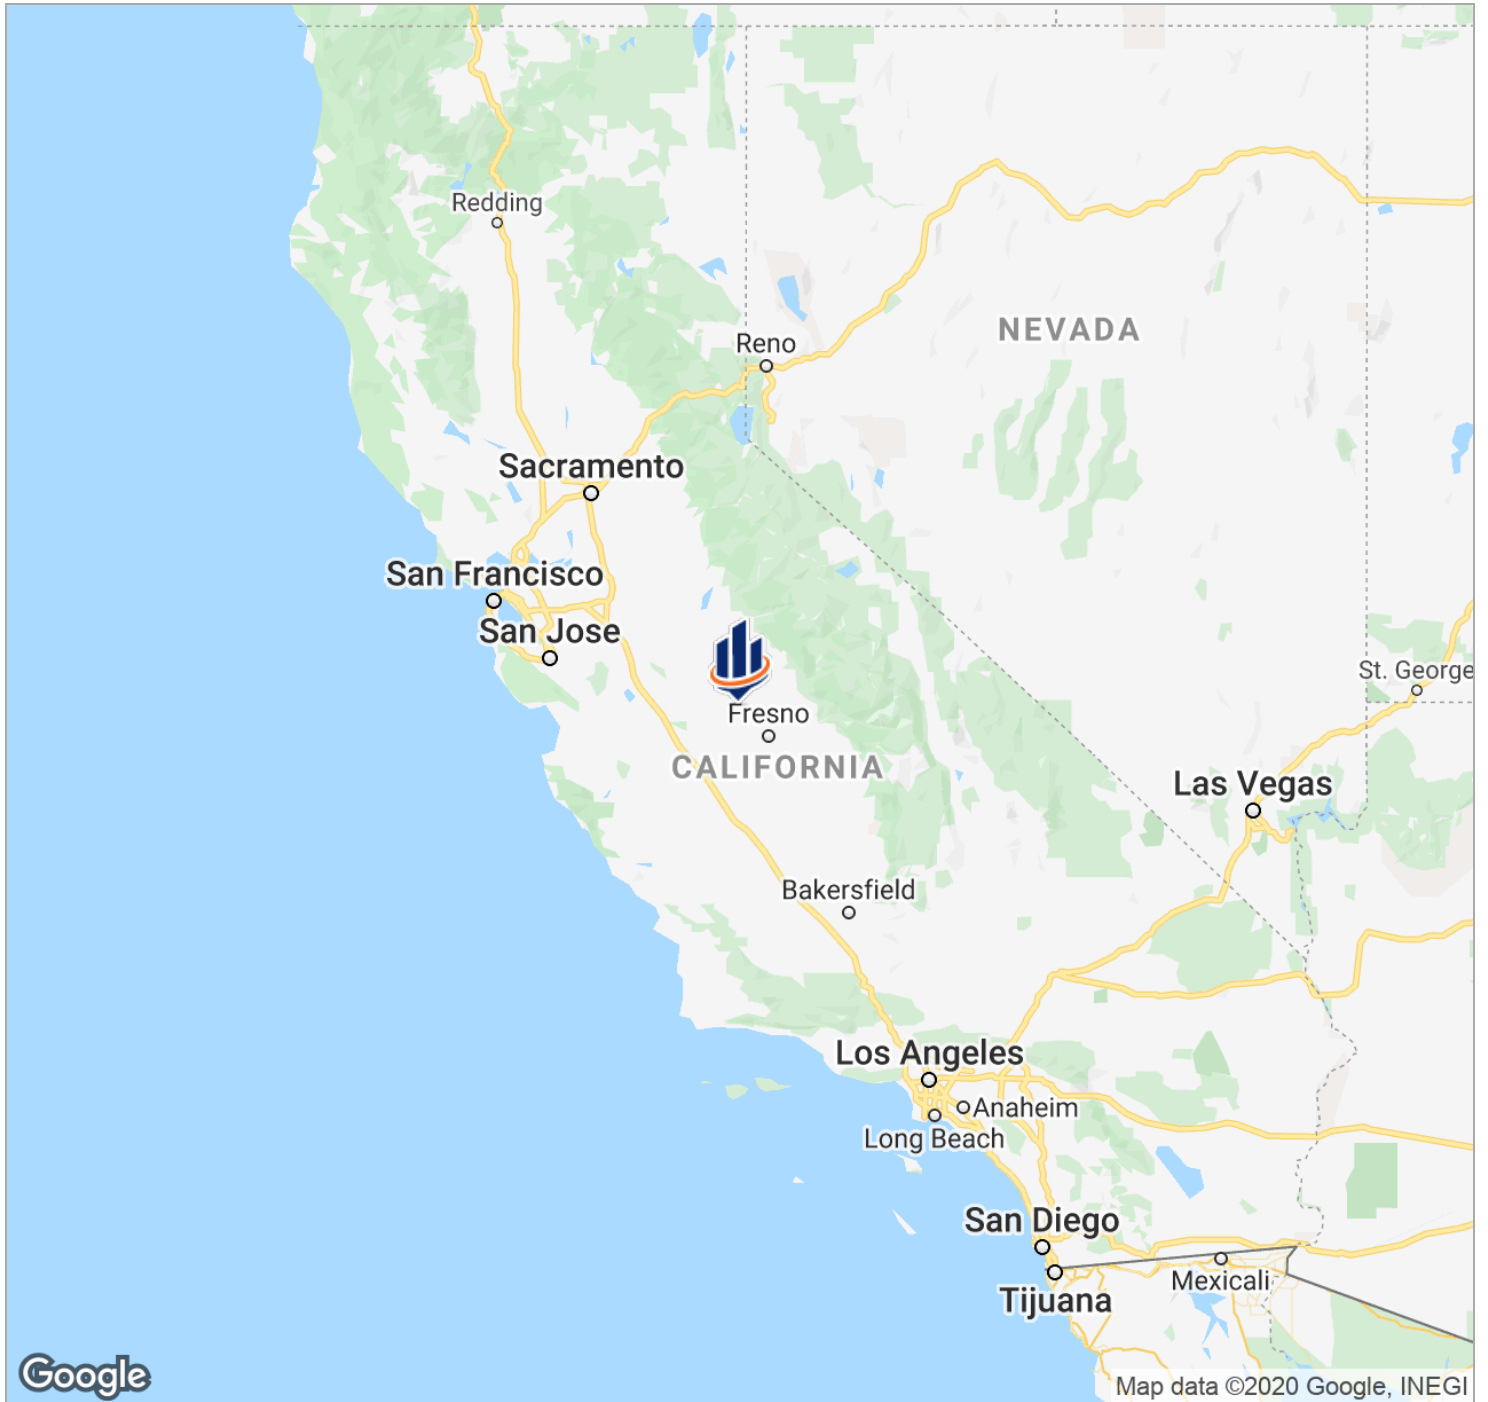 Redding
NEVADA
Reno
Sacramento
San Francisco
San Jose
St. George
Fresno
CALIFORNIA
Las Vegas
Bakersfield
Los Angeles
Anaheim
Long Beach
San Diego
Mexicali
Tijuana
Google
Map data ©2020 Google, INEGI